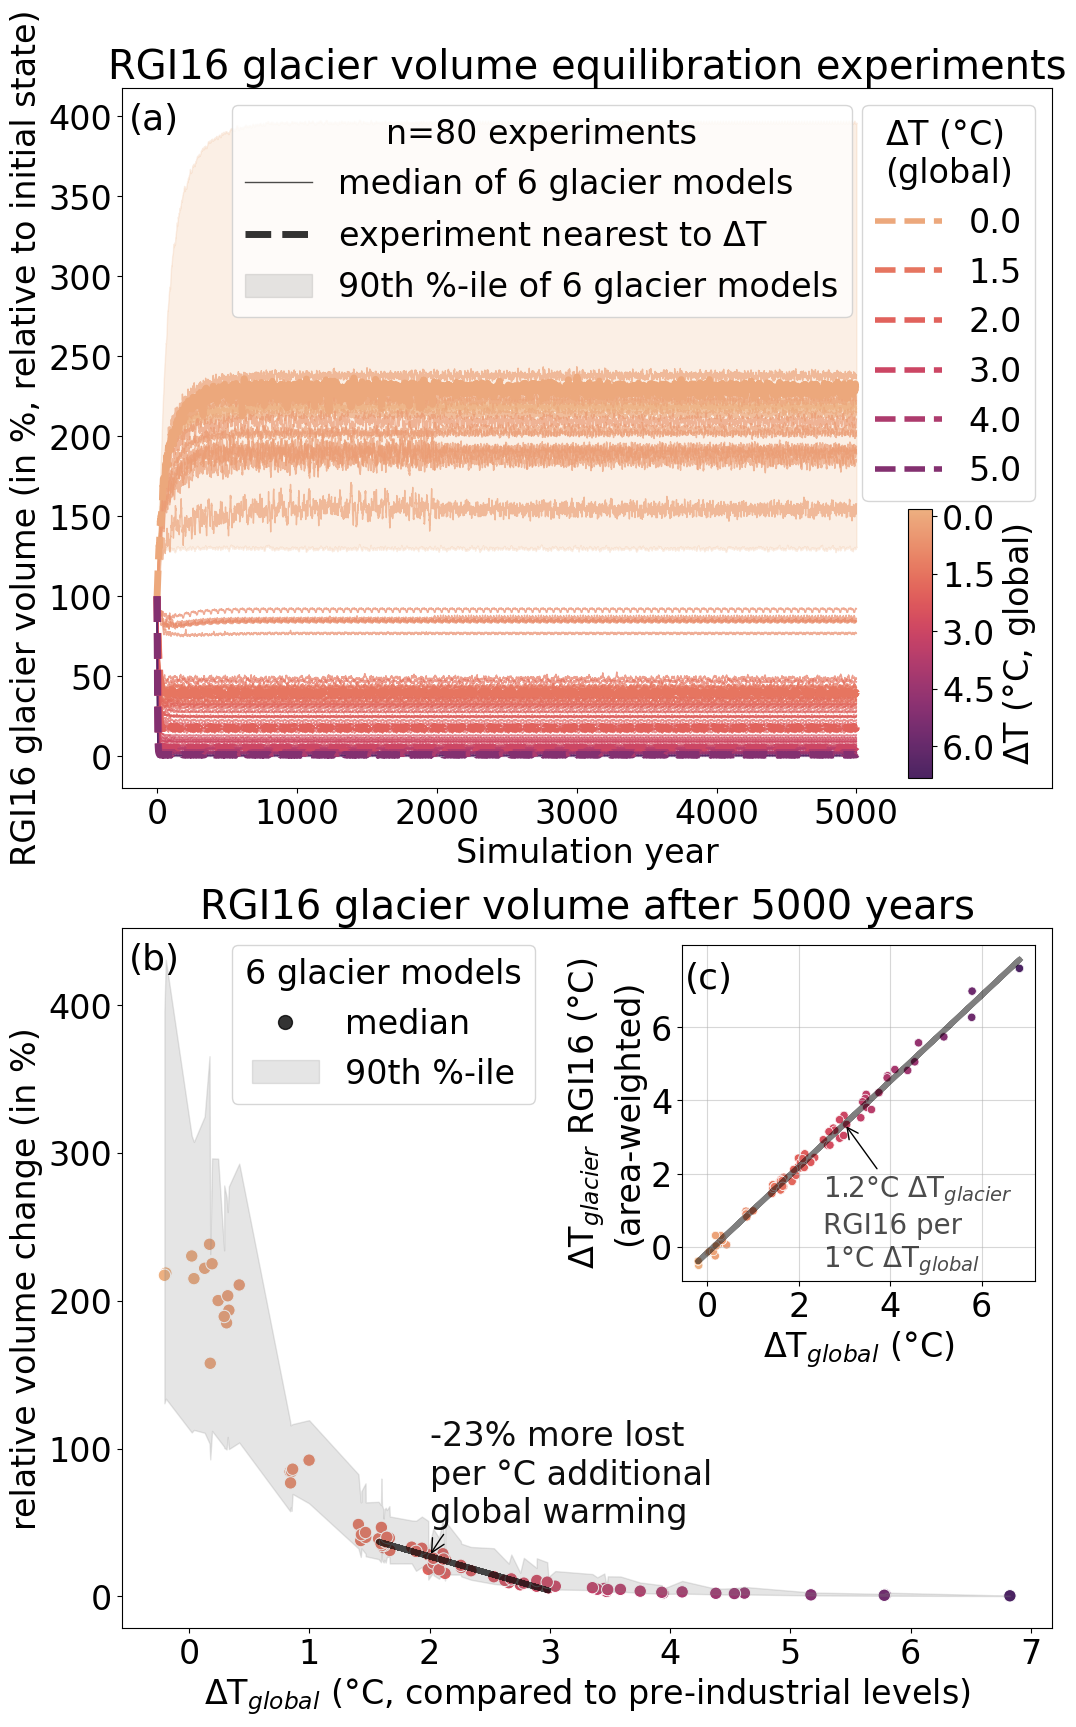 RGI16 glacier volume equilibration experiments
(a)
RGI16 glacier volume (in %, relative to initial state)
400
350
300
250
200
150
100
50
0
n=80 experiments
median of 6 glacier models
experiment nearest to ΔT
90th %-ile of 6 glacier models
ΔT (°C)
(global)
0.0
1.5
2.0
3.0
4.0
5.0
0.0
1.5
3.0
4.5
6.0
ΔT (°C, global)
0 1000 2000 3000 4000 5000
Simulation year
RGI16 glacier volume after 5000 years
(b)
relative volume change (in %)
400
300
200
100
0
6 glacier models
median
90th %-ile
-23% more lost
per °C additional
global warming
(c)
ΔTglacier RGI16 (°C)
(area-weighted)
6
4
2
0
1.2°C ΔTglacier
RGI16 per
1°C ΔTglobal
0 2 4 6
ΔTglobal (°C)
0 1 2 3 4 5 6 7
ΔTglobal (°C, compared to pre-industrial levels)